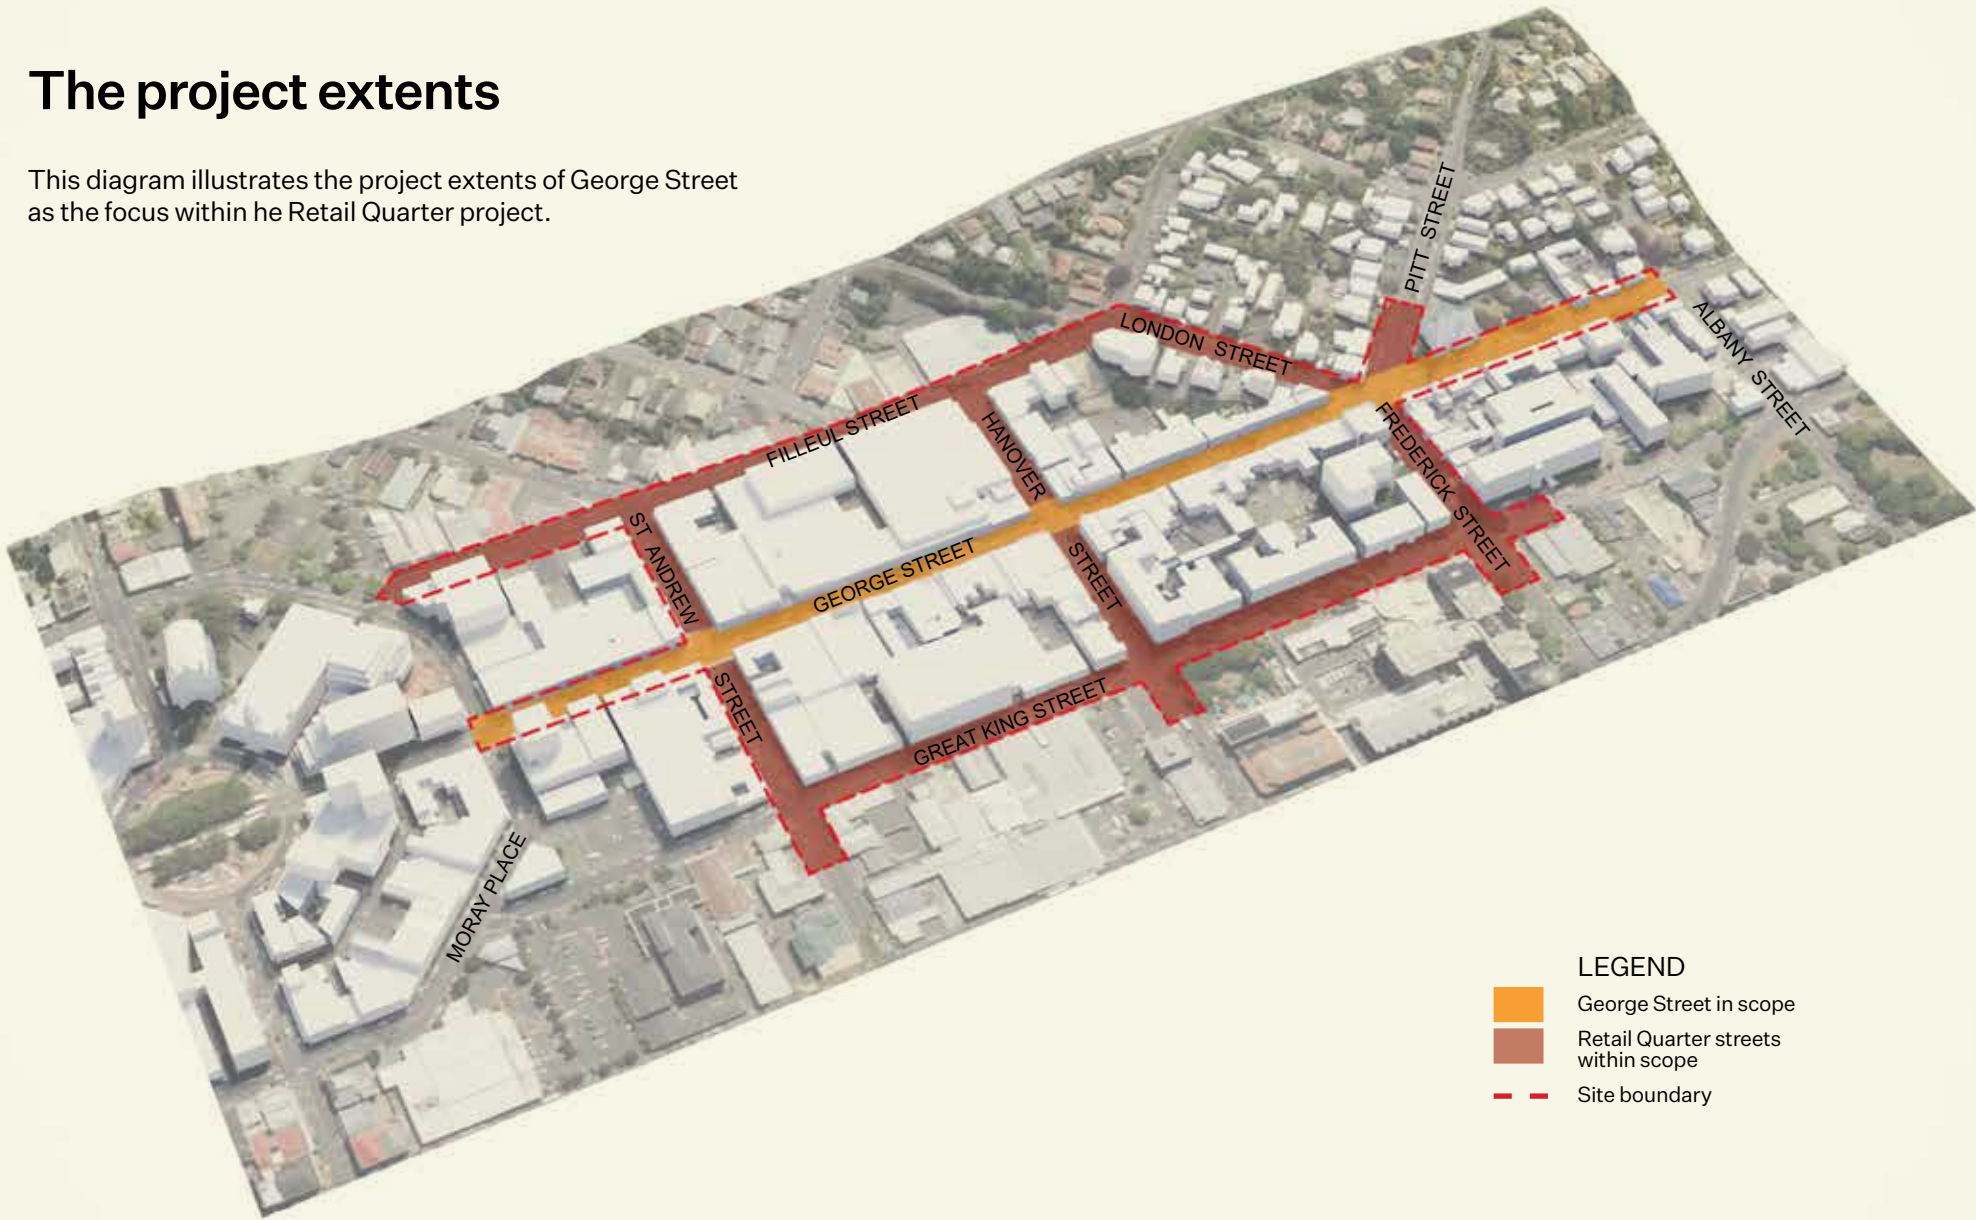 The project extents
This diagram illustrates the project extents of George Street
as the focus within he Retail Quarter project.
PITT STREET
LONDON STREET
ALBANY STREET
FILLEUL STREET
HANOVER
STREET
FREDERICK STREET
ST ANDREW
STREET
GEORGE STREET
GREAT KING STREET
MORAY PLACE
LEGEND
George Street in scope
Retail Quarter streets
within scope
Site boundary